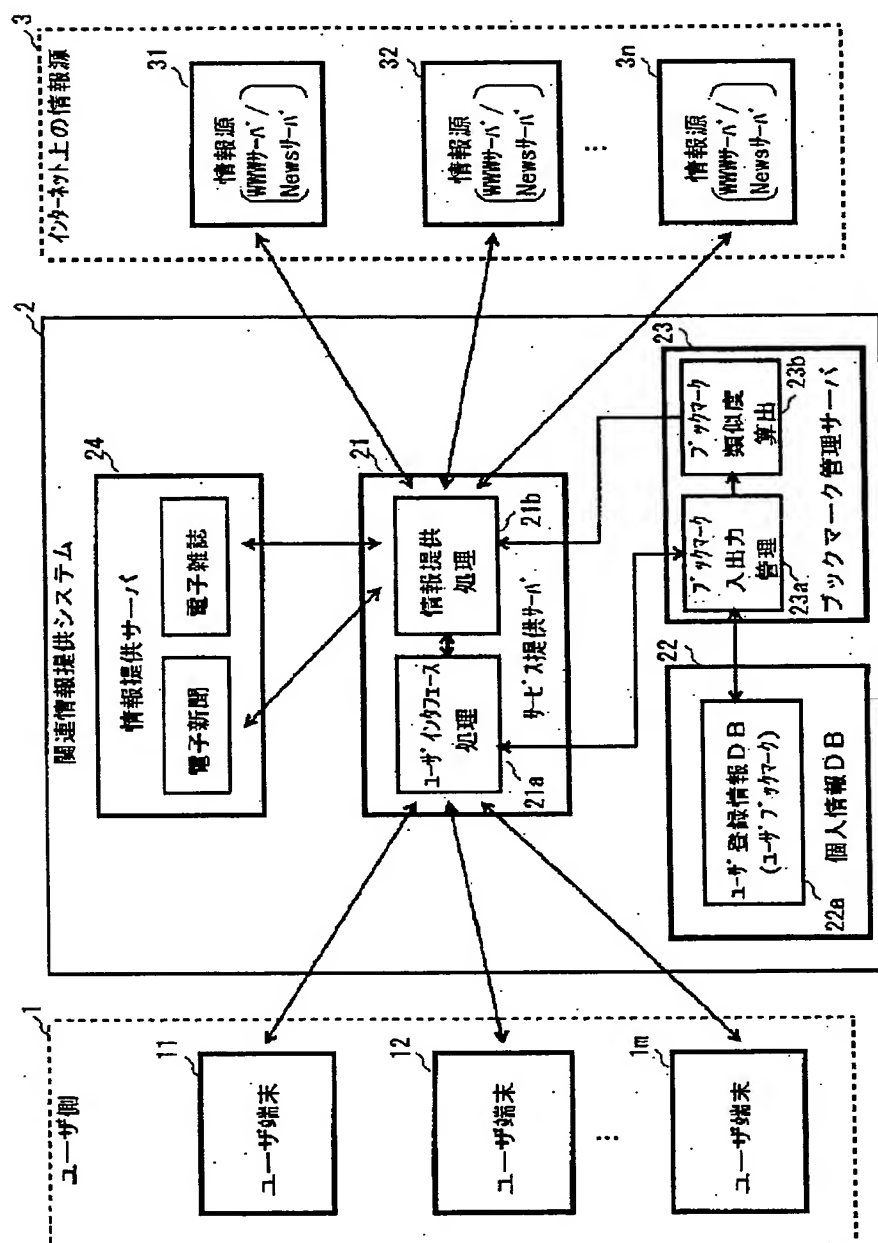 ユーザ側
1
ユーザ端末
11
ユーザ端末
12
⋮
ユーザ端末
1m
関連情報提供システム
2
情報提供サーバ
24
電子新聞
電子雑誌
21
ユーザインタフェース
処理
21a
情報提供
処理
21b
サービス提供サーバ
22
ユーザ登録情報DB
(ユーザブックマーク)
22a
個人情報DB
23
ブックマーク
入出力
管理
23a
ブックマーク
類似度
算出
23b
ブックマーク管理サーバ
インターネット上の情報源
3
情報源
(WWWサーバ/
Newsサーバ)
31
情報源
(WWWサーバ/
Newsサーバ)
32
⋮
情報源
(WWWサーバ/
Newsサーバ)
3n